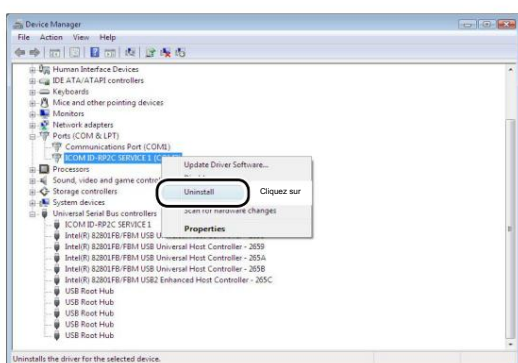 Device Manager
File Action View Help
Human Interface Devices
IDE ATA/ATAPI controllers
Keyboards
Mice and other pointing devices
Monitors
Network adapters
Ports (COM & LPT)
Communications Port (COM1)
ICOM ID-RP2C SERVICE 1
Update Driver Software...
Processors
Sound, video and game
Uninstall
Cliquez sur
Storage controllers
System devices
Scan for hardware changes
Universal Serial Bus controllers
Properties
ICOM ID-RP2C SERVICE 1
Intel(R) 82801FB/FBM USB
Intel(R) 82801FB/FBM USB Universal Host Controller - 2659
Intel(R) 82801FB/FBM USB Universal Host Controller - 265A
Intel(R) 82801FB/FBM USB Universal Host Controller - 265B
Intel(R) 82801FB/FBM USB2 Enhanced Host Controller - 265C
USB Root Hub
USB Root Hub
USB Root Hub
USB Root Hub
USB Root Hub
Uninstalls the driver for the selected device.